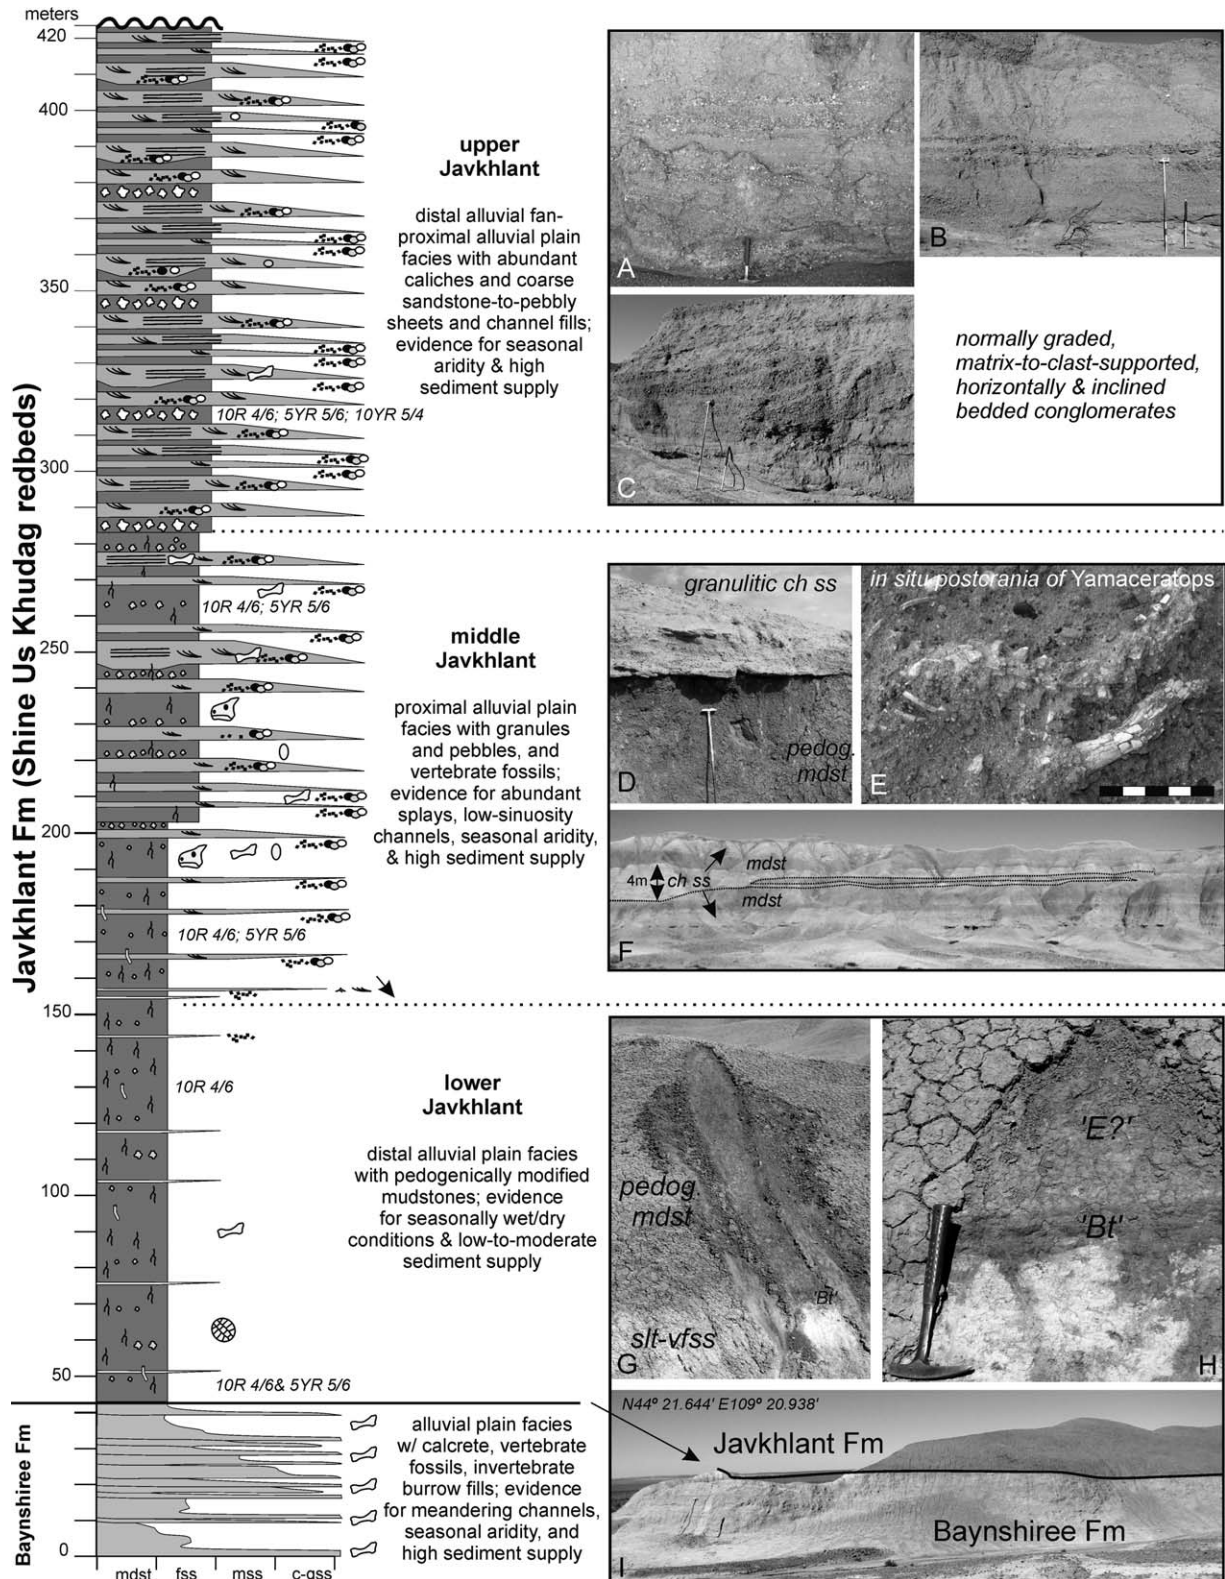 meters
420
400
350
300
250
200
150
100
50
0
Javkhlant Fm (Shine Us Khudag redbeds)
Baynshiree Fm
mdst
fss
mss
c-gss
10R 4/6; 5YR 5/6; 10YR 5/4
10R 4/6; 5YR 5/6
10R 4/6; 5YR 5/6
10R 4/6
10R 4/6& 5YR 5/6
upper
Javkhlant
distal alluvial fan-
proximal alluvial plain
facies with abundant
caliches and coarse
sandstone-to-pebbly
sheets and channel fills;
evidence for seasonal
aridity & high
sediment supply
middle
Javkhlant
proximal alluvial plain
facies with granules
and pebbles, and
vertebrate fossils;
evidence for abundant
splays, low-sinuosity
channels, seasonal aridity,
& high sediment supply
lower
Javkhlant
distal alluvial plain facies
with pedogenically modified
mudstones; evidence
for seasonally wet/dry
conditions & low-to-moderate
sediment supply
alluvial plain facies
w/ calcrete, vertebrate
fossils, invertebrate
burrow fills; evidence
for meandering channels,
seasonal aridity, and
high sediment supply
A
B
C
normally graded,
matrix-to-clast-supported,
horizontally & inclined
bedded conglomerates
granulitic ch ss
pedog.
mdst
D
in situ postorania of Yamaceratops
E
4m
ch ss
mdst
mdst
F
pedog.
mdst
'Bt'
slt-vfss
G
'E?'
'Bt'
H
N44º 21.644' E109º 20.938'
Javkhlant Fm
Baynshiree Fm
I